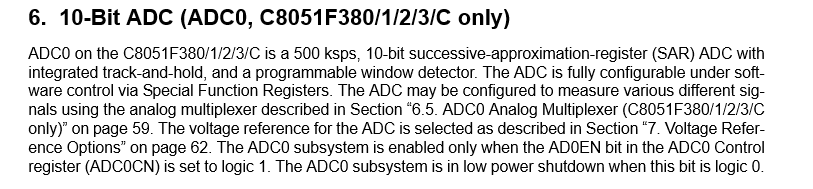 6. 10-Bit ADC (ADC0, C8051F380/1/2/3/C only)
ADC0 on the C8051F380/1/2/3/C is a 500 ksps, 10-bit successive-approximation-register (SAR) ADC with
integrated track-and-hold, and a programmable window detector. The ADC is fully configurable under soft-
ware control via Special Function Registers. The ADC may be configured to measure various different sig-
nals using the analog multiplexer described in Section “6.5. ADC0 Analog Multiplexer (C8051F380/1/2/3/C
only)” on page 59. The voltage reference for the ADC is selected as described in Section “7. Voltage Refer-
ence Options” on page 62. The ADC0 subsystem is enabled only when the AD0EN bit in the ADC0 Control
register (ADC0CN) is set to logic 1. The ADC0 subsystem is in low power shutdown when this bit is logic 0.